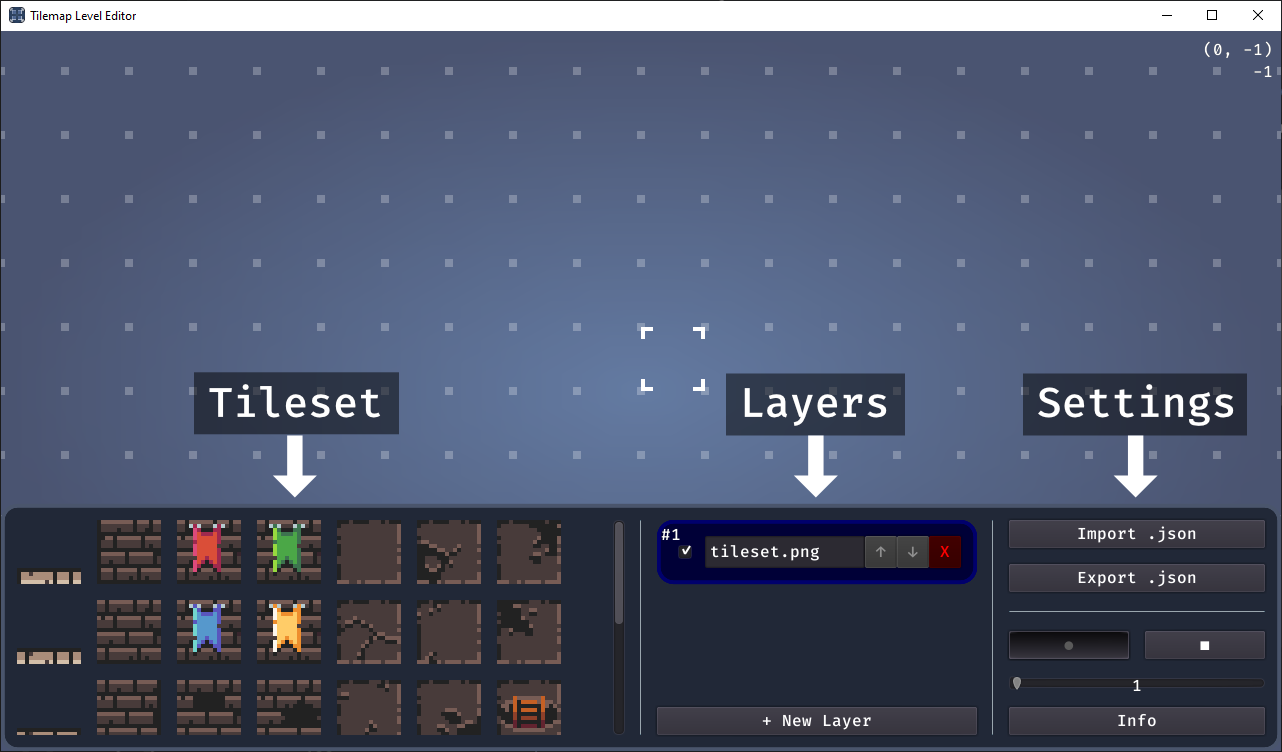 Tilemap Level Editor
(0, -1)
-1
Tileset
Layers
Settings
#1
tileset.png
X
+ New Layer
Import .json
Export .json
1
Info